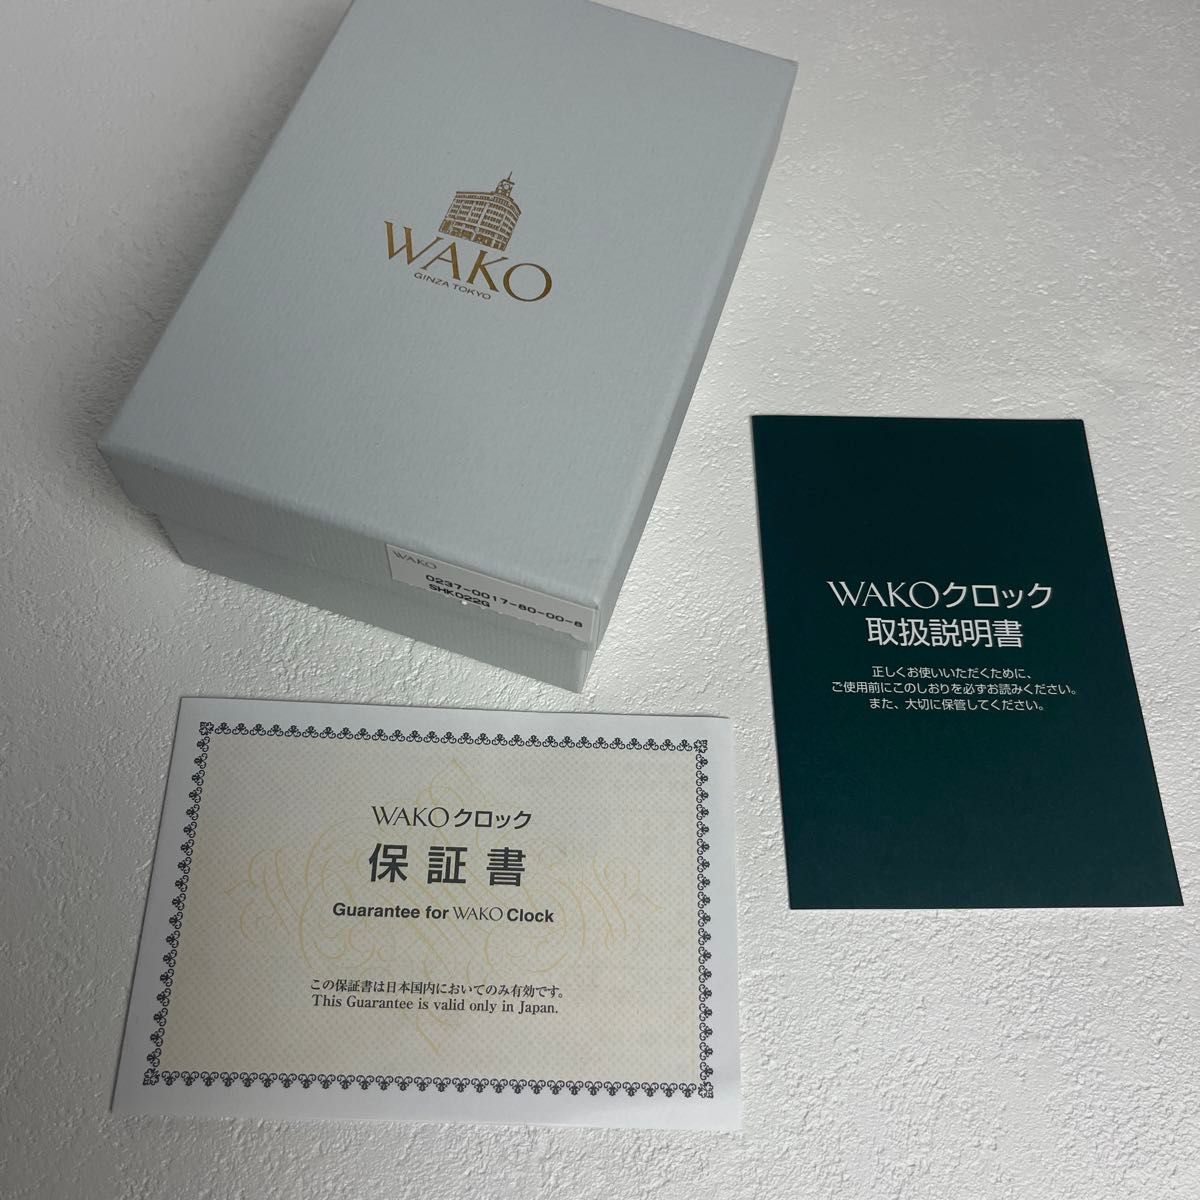 WAKO
GINZA TOKYO
WAKO
0237-0017-80-00-8
SHK022G
WAKOクロック
取扱説明書
正しくお使いいただくために、
ご使用前にこのしおりを必ずお読みください。
また、大切に保管してください。
WAKOクロック
保証書
Guarantee for WAKO Clock
この保証書は日本国内においてのみ有効です。
This Guarantee is valid only in Japan.